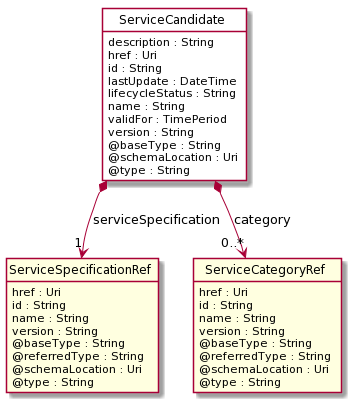 ServiceCandidate
description : String
href : Uri
id : String
lastUpdate : DateTime
lifecycleStatus : String
name : String
validFor : TimePeriod
version : String
@baseType : String
@schemaLocation : Uri
@type : String
serviceSpecification
category
1
0..*
ServiceSpecificationRef
href : Uri
id : String
name : String
version : String
@baseType : String
@referredType : String
@schemaLocation : Uri
@type : String
ServiceCategoryRef
href : Uri
id : String
name : String
version : String
@baseType : String
@referredType : String
@schemaLocation : Uri
@type : String